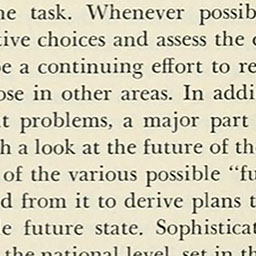 e task. Whenever possib
tive choices and assess the
e a continuing effort to re
ose in other areas. In addi
t problems, a major part
h a look at the future of th
of the various possible “fu
d from it to derive plans t
e future state. Sophisticat
the national level, set in th